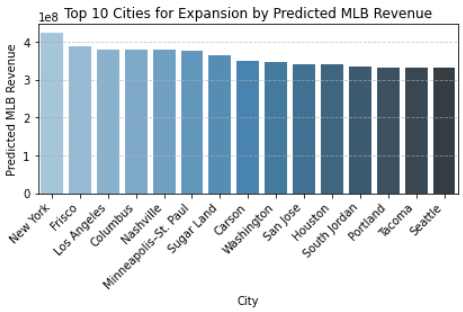 Top 10 Cities for Expansion by Predicted MLB Revenue
1e8
Predicted MLB Revenue
4
3
2
1
0
New York
Frisco
Los Angeles
Columbus
Nashville
Minneapolis–St. Paul
Sugar Land
Carson
Washington
San Jose
Houston
South Jordan
Portland
Tacoma
Seattle
City